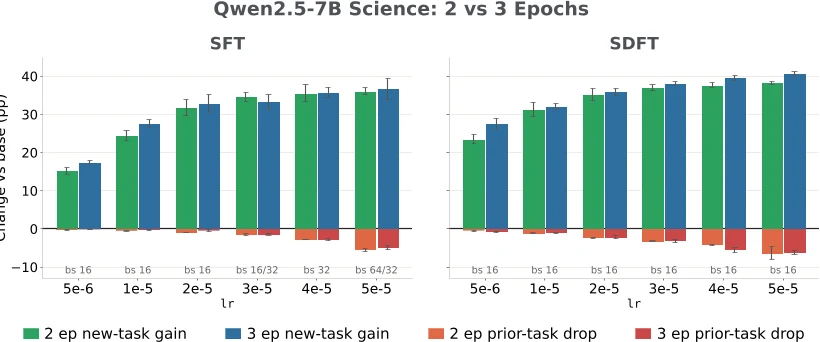 Qwen2.5-7B Science: 2 vs 3 Epochs
SFT
SDFT
Change vs base (pp)
40
30
20
10
0
−10
bs 16
bs 16
bs 16
bs 16/32
bs 32
bs 64/32
bs 16
bs 16
bs 16
bs 16
bs 16
bs 16
5e-6
1e-5
2e-5
3e-5
4e-5
5e-5
5e-6
1e-5
2e-5
3e-5
4e-5
5e-5
lr
lr
2 ep new-task gain
3 ep new-task gain
2 ep prior-task drop
3 ep prior-task drop